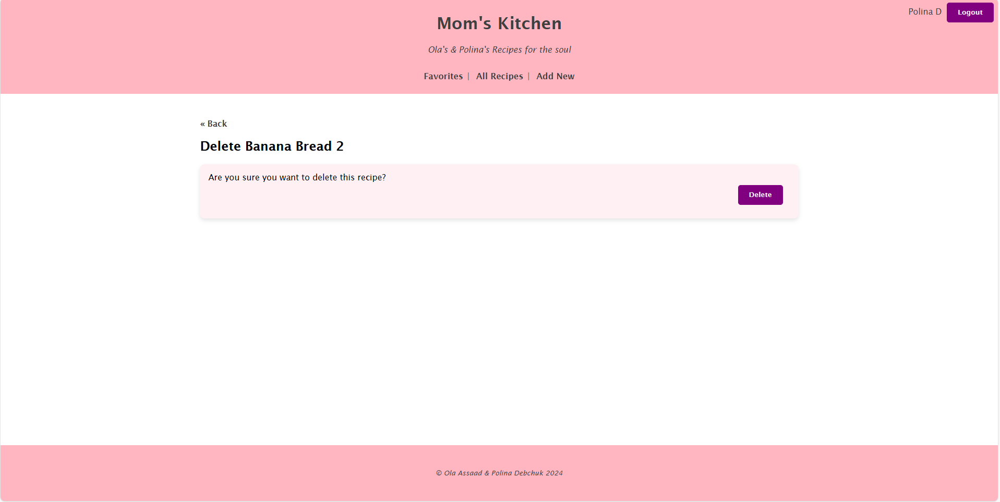 Polina D Logout
Mom's Kitchen
Ola's & Polina's Recipes for the soul
Favorites | All Recipes | Add New
« Back
Delete Banana Bread 2
Are you sure you want to delete this recipe?
Delete
© Ola Assaad & Polina Debchuk 2024